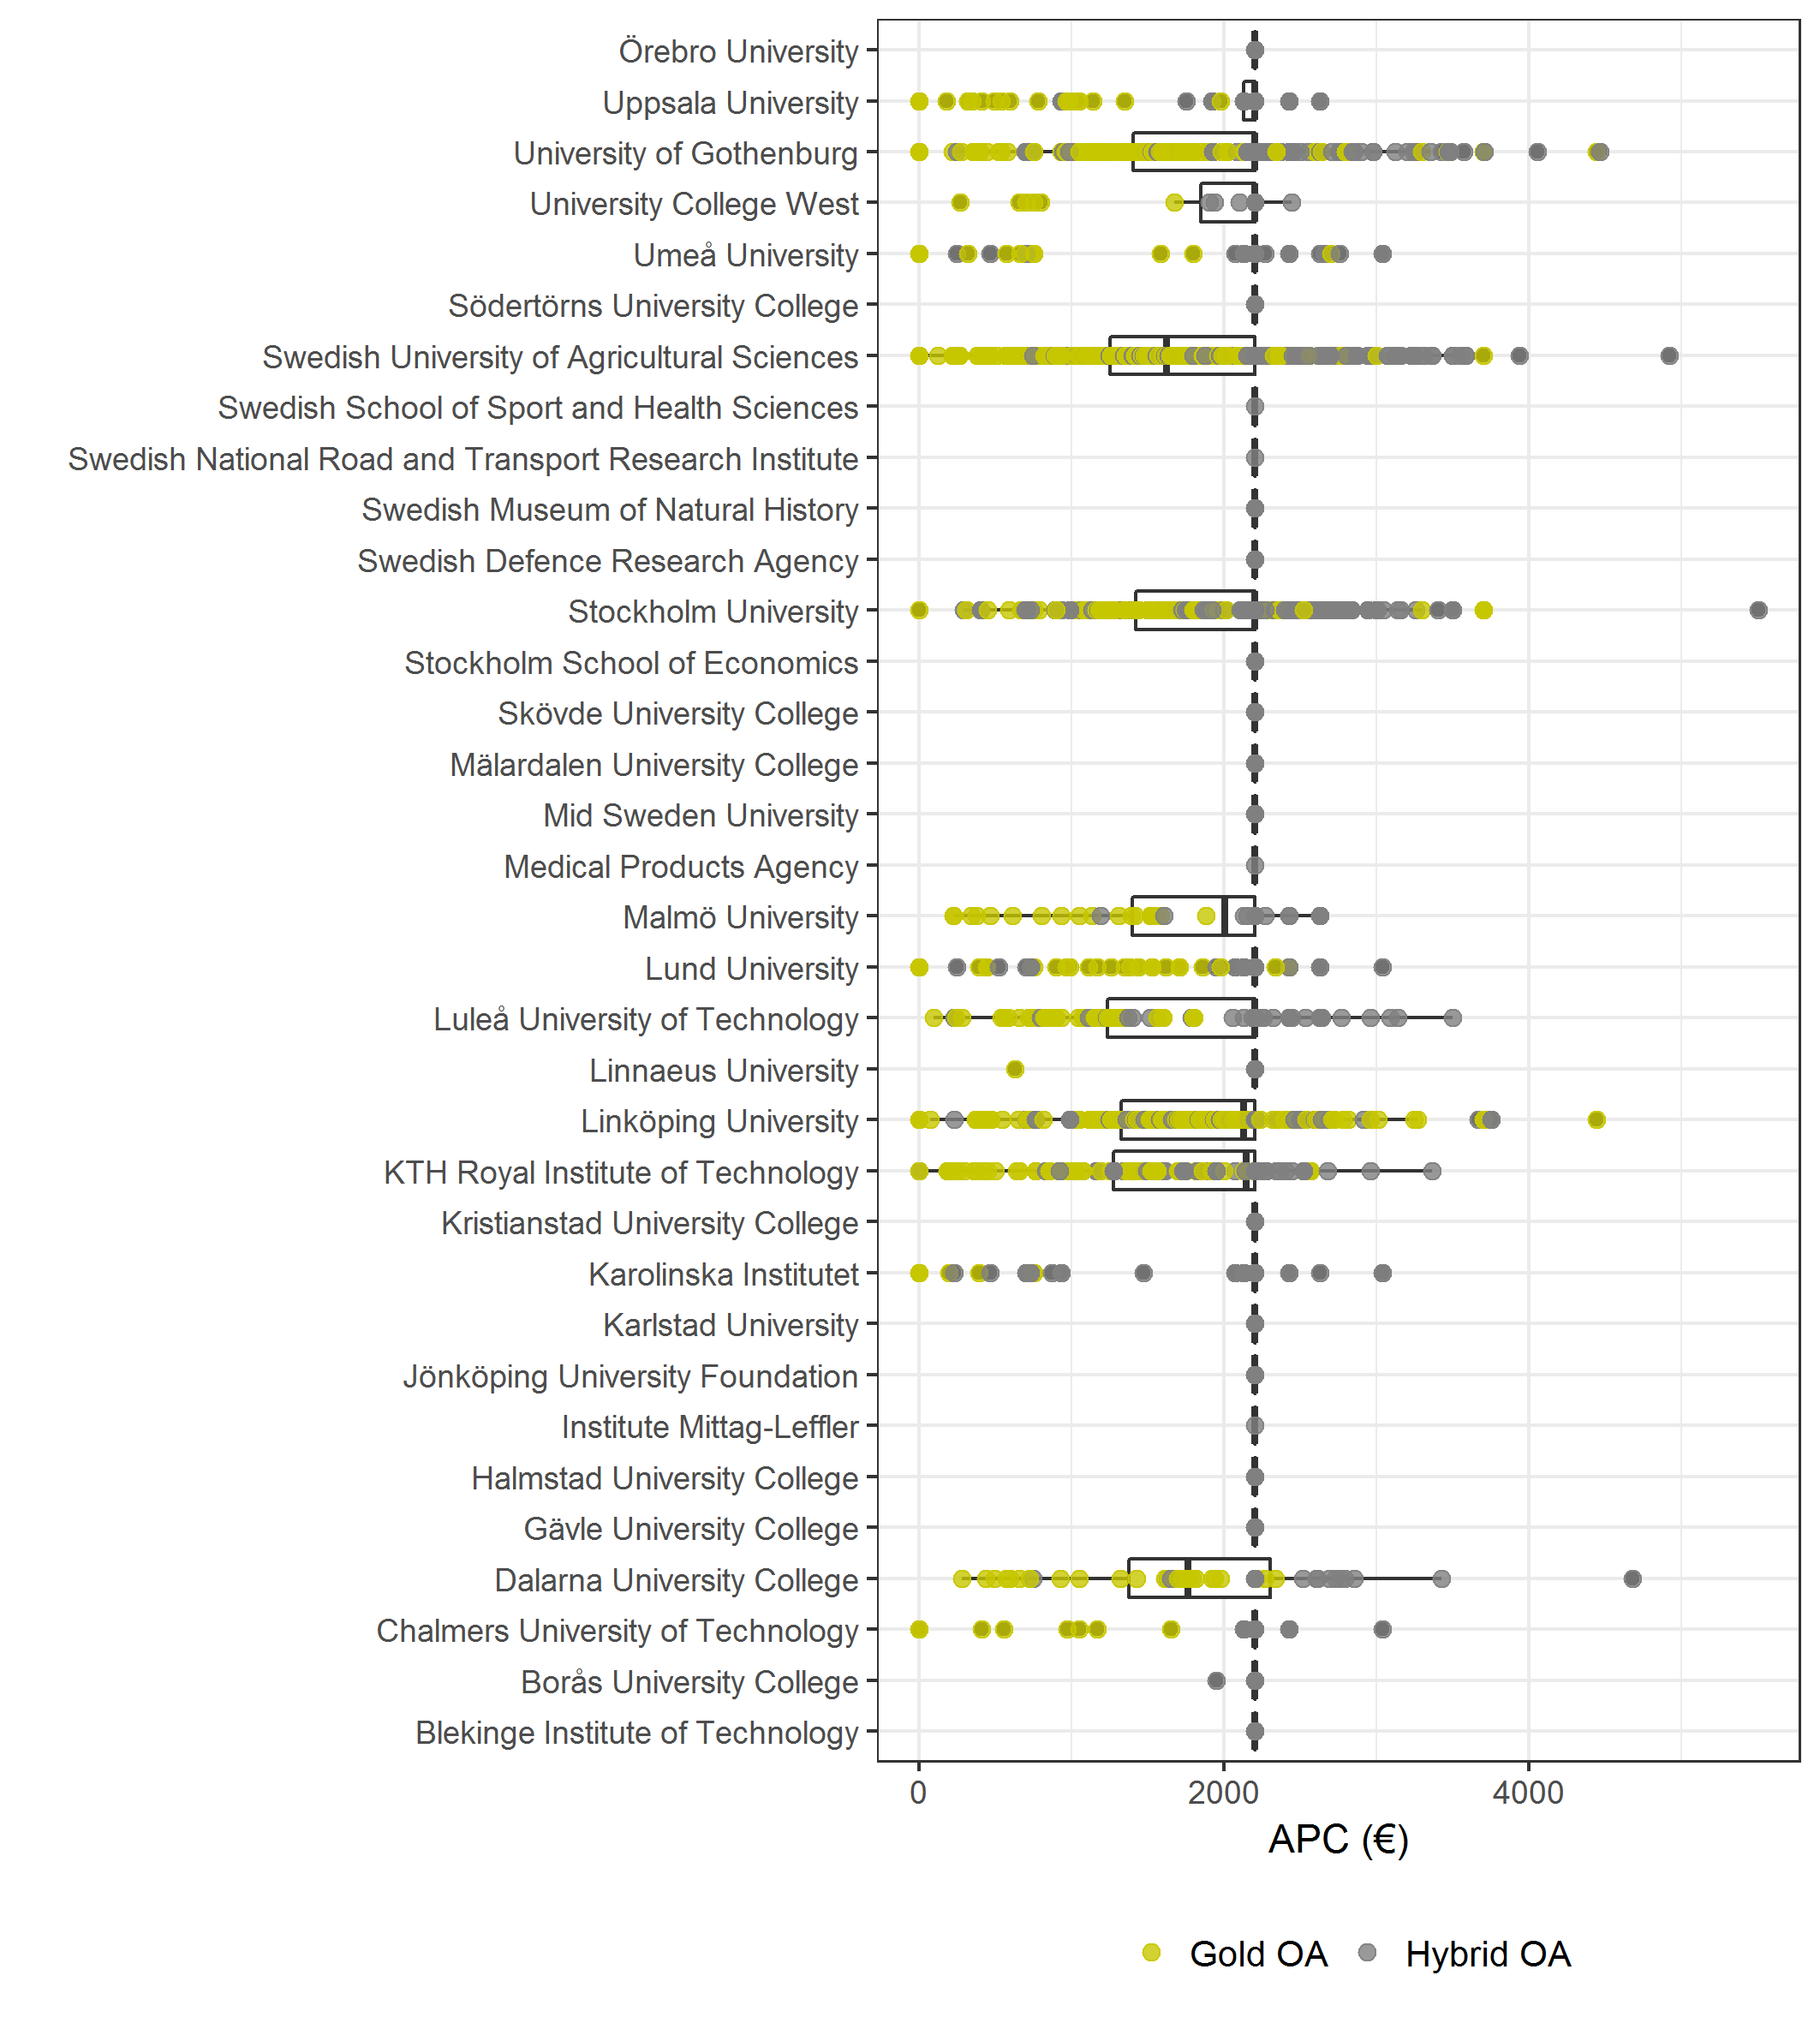 Örebro University
Uppsala University
University of Gothenburg
University College West
Umeå University
Södertörns University College
Swedish University of Agricultural Sciences
Swedish School of Sport and Health Sciences
Swedish National Road and Transport Research Institute
Swedish Museum of Natural History
Swedish Defence Research Agency
Stockholm University
Stockholm School of Economics
Skövde University College
Mälardalen University College
Mid Sweden University
Medical Products Agency
Malmö University
Lund University
Luleå University of Technology
Linnaeus University
Linköping University
KTH Royal Institute of Technology
Kristianstad University College
Karolinska Institutet
Karlstad University
Jönköping University Foundation
Institute Mittag-Leffler
Halmstad University College
Gävle University College
Dalarna University College
Chalmers University of Technology
Borås University College
Blekinge Institute of Technology
0 2000 4000
APC (€)
Gold OA Hybrid OA